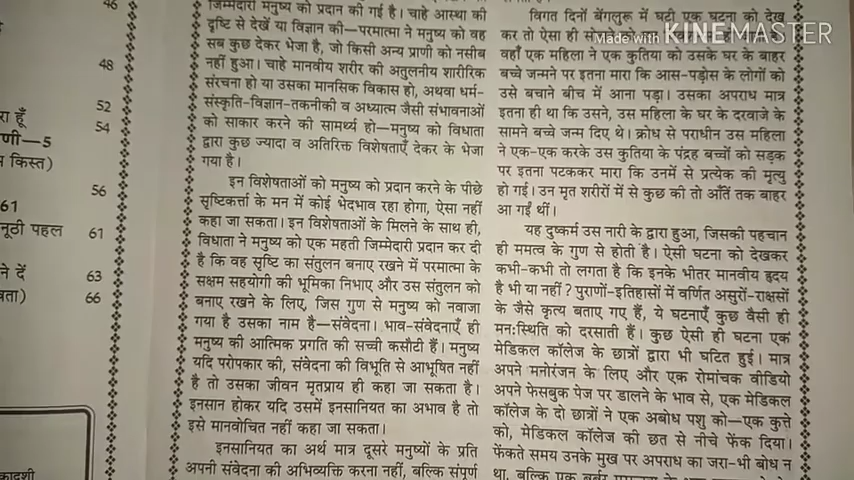 46
48
52
54
56
61
63
66
रा हूँ
णी—5
म किस्त)
61
नूठी पहल
ने दें
वता)
कादशी
जिम्मेदारी मनुष्य को प्रदान की गई है। चाहे आस्था की
दृष्टि से देखें या विज्ञान की—परमात्मा ने मनुष्य को वह
सब कुछ देकर भेजा है, जो किसी अन्य प्राणी को नसीब
नहीं हुआ। चाहे मानवीय शरीर की अतुलनीय शारीरिक
संरचना हो या उसका मानसिक विकास हो, अथवा धर्म-
संस्कृति-विज्ञान-तकनीकी व अध्यात्म जैसी संभावनाओं
को साकार करने की सामर्थ्य हो—मनुष्य को विधाता
द्वारा कुछ ज्यादा व अतिरिक्त विशेषताएँ देकर के भेजा
गया है।
इन विशेषताओं को मनुष्य को प्रदान करने के पीछे
सृष्टिकर्त्ता के मन में कोई भेदभाव रहा होगा, ऐसा नहीं
कहा जा सकता। इन विशेषताओं के मिलने के साथ ही,
विधाता ने मनुष्य को एक महती जिम्मेदारी प्रदान कर दी
है कि वह सृष्टि का संतुलन बनाए रखने में परमात्मा के
सक्षम सहयोगी की भूमिका निभाए और उस संतुलन को
बनाए रखने के लिए, जिस गुण से मनुष्य को नवाजा
गया है उसका नाम है—संवेदना। भाव-संवेदनाएँ ही
मनुष्य की आत्मिक प्रगति की सच्ची कसौटी हैं। मनुष्य
यदि परोपकार की, संवेदना की विभूति से आभूषित नहीं
है तो उसका जीवन मृतप्राय ही कहा जा सकता है।
इनसान होकर यदि उसमें इनसानियत का अभाव है तो
इसे मानवोचित नहीं कहा जा सकता।
इनसानियत का अर्थ मात्र दूसरे मनुष्यों के प्रति
अपनी संवेदना की अभिव्यक्ति करना नहीं, बल्कि संपूर्ण
विगत दिनों बेंगलुरू में घटी एक घटना को देख
कर तो ऐसा ही
वहाँ एक महिला ने एक कुतिया को उसके घर के बाहर
बच्चे जन्मने पर इतना मारा कि आस-पड़ोस के लोगों को
उसे बचाने बीच में आना पड़ा। उसका अपराध मात्र
इतना ही था कि उसने, उस महिला के घर के दरवाजे के
सामने बच्चे जन्म दिए थे। क्रोध से पराधीन उस महिला
ने एक-एक करके उस कुतिया के पंद्रह बच्चों को सड़क
पर इतना पटककर मारा कि उनमें से प्रत्येक की मृत्यु
हो गई। उन मृत शरीरों में से कुछ की तो आँतें तक बाहर
आ गईं थीं।
यह दुष्कर्म उस नारी के द्वारा हुआ, जिसकी पहचान
ही ममत्व के गुण से होती है। ऐसी घटना को देखकर
कभी-कभी तो लगता है कि इनके भीतर मानवीय हृदय
है भी या नहीं? पुराणों-इतिहासों में वर्णित असुरों-राक्षसों
के जैसे कृत्य बताए गए हैं, ये घटनाएँ कुछ वैसी ही
मन:स्थिति को दरसाती हैं। कुछ ऐसी ही घटना एक
मेडिकल कॉलेज के छात्रों द्वारा भी घटित हुई। मात्र
अपने मनोरंजन के लिए और एक रोमांचक वीडियो
अपने फेसबुक पेज पर डालने के भाव से, एक मेडिकल
कॉलेज के दो छात्रों ने एक अबोध पशु को—एक कुत्ते
को, मेडिकल कॉलेज की छत से नीचे फेंक दिया।
फेंकते समय उनके मुख पर अपराध का जरा-भी बोध न
था, बल्कि एक बर्बर
Made with KINEMASTER